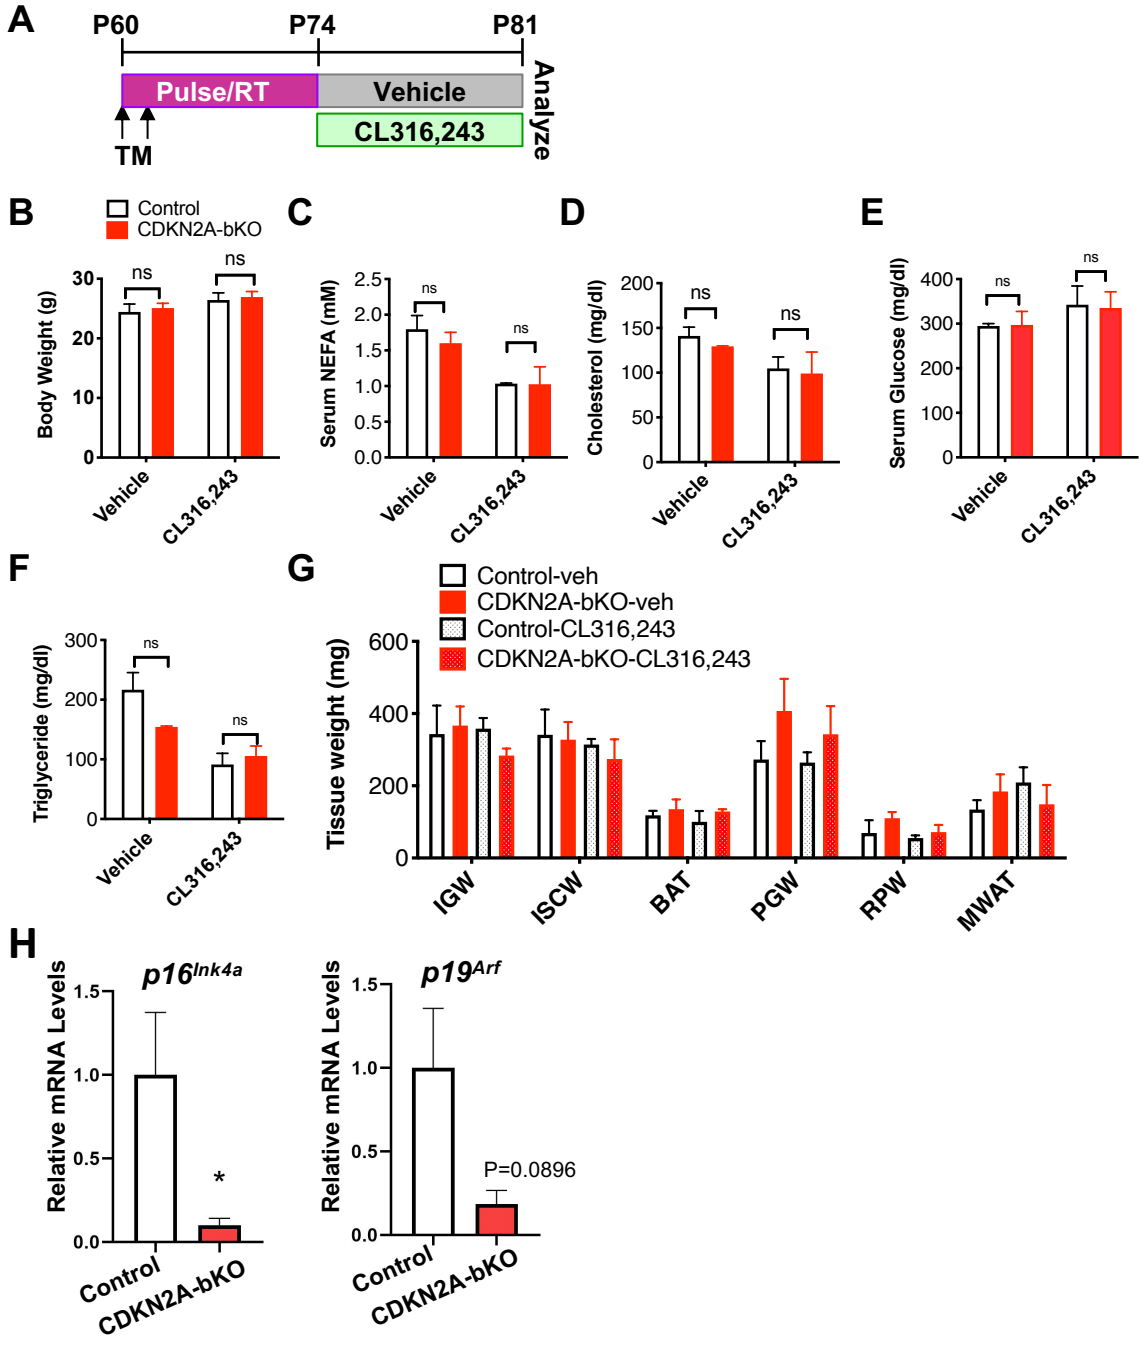 A
P60 P74 P81
Pulse/RT Vehicle
CL316,243
Analyze
TM
B
Control
CDKN2A-bKO
Body Weight (g)
30
20
10
0
ns ns
Vehicle CL316,243
C
Serum NEFA (mM)
2.5
2.0
1.5
1.0
0.5
0.0
ns ns
Vehicle CL316,243
D
Cholesterol (mg/dl)
200
150
100
50
0
ns ns
Vehicle CL316,243
E
Serum Glucose (mg/dl)
400
300
200
100
0
ns ns
Vehicle CL316,243
F
Triglyceride (mg/dl)
300
200
100
0
ns ns
Vehicle CL316,243
G
Control-veh
CDKN2A-bKO-veh
Control-CL316,243
CDKN2A-bKO-CL316,243
Tissue weight (mg)
600
400
200
0
IGW ISCW BAT PGW RPW MWAT
H
p16Ink4a
Relative mRNA Levels
1.5
1.0
0.5
0.0
*
Control CDKN2A-bKO
p19Arf
Relative mRNA Levels
1.5
1.0
0.5
0.0
P=0.0896
Control CDKN2A-bKO